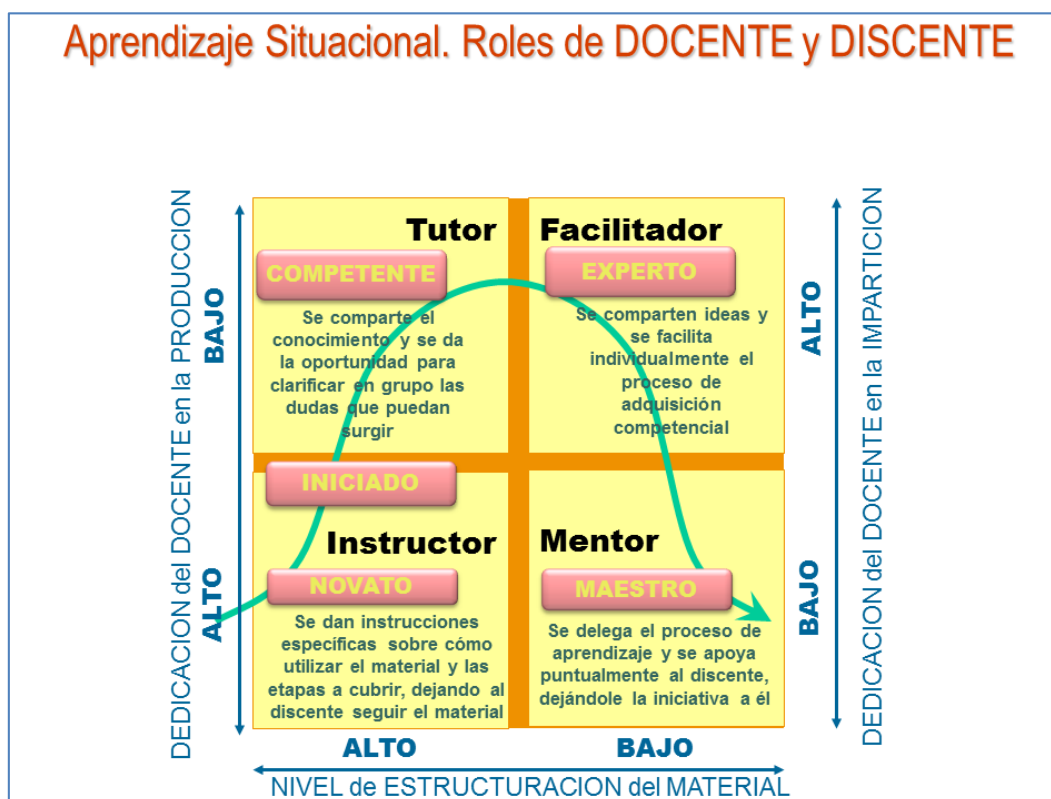 Aprendizaje Situacional. Roles de DOCENTE y DISCENTE
DEDICACION del DOCENTE en la PRODUCCION
BAJO
ALTO
Tutor
COMPETENTE
Se comparte el
conocimiento y se da
la oportunidad para
clarificar en grupo las
dudas que puedan
surgir
Facilitador
EXPERTO
Se comparten ideas y
se facilita
individualmente el
proceso de
adquisición
competencial
INICIADO
Instructor
NOVATO
Se dan instrucciones
específicas sobre cómo
utilizar el material y las
etapas a cubrir, dejando al
discente seguir el material
Mentor
MAESTRO
Se delega el proceso de
aprendizaje y se apoya
puntualmente al discente,
dejándole la iniciativa a él
ALTO
BAJO
DEDICACION del DOCENTE en la IMPARTICION
ALTO
BAJO
NIVEL de ESTRUCTURACION del MATERIAL